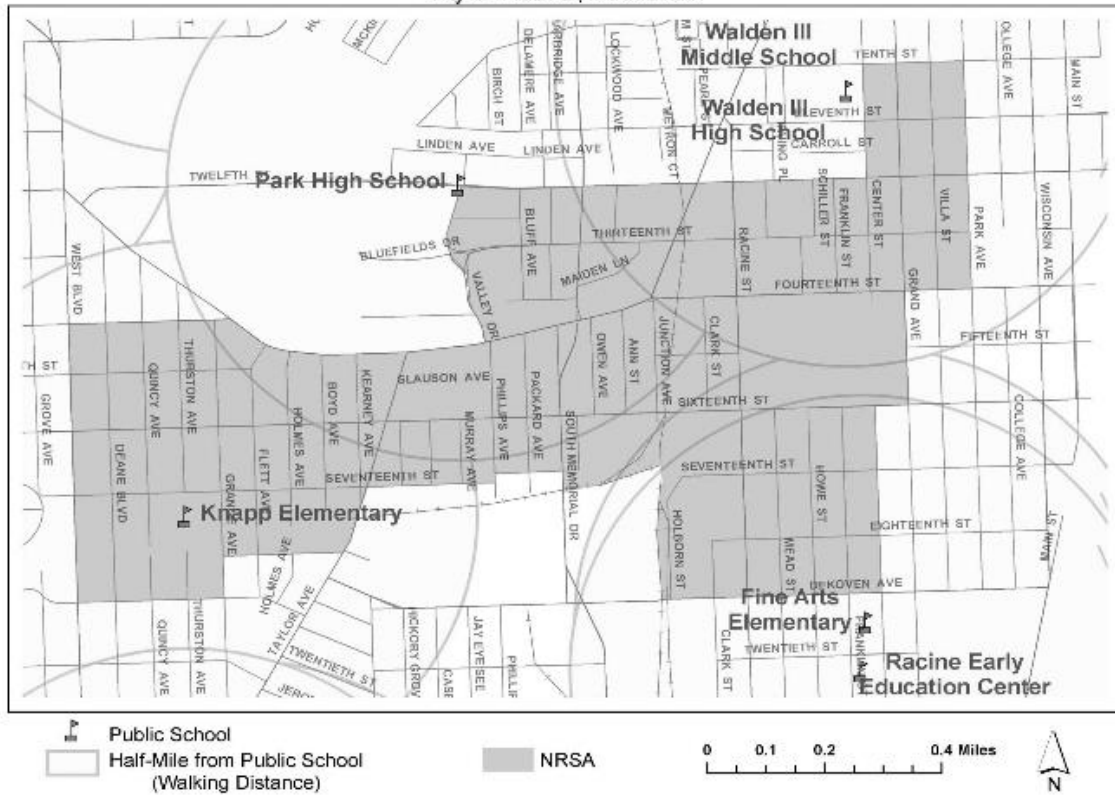 Walden III
Middle School
TENTH ST
MAIN ST
DELAMERE AVE
LOCKWOOD AVE
BIRCH ST
Walden III
High School
ELEVENTH ST
CARROLL ST
METRON CT
LINDEN AVE
LINDEN AVE
Park High School
SCHILLER ST
FRANKLIN ST
CENTER ST
VILLA ST
PARK AVE
WISCONSIN AVE
BLUFF AVE
THIRTEENTH ST
RACINE ST
BLUEFIELDS DR
MAIDEN LN
WEST BLVD
VALLEY DR
FOURTEENTH ST
GRAND AVE
FIFTEENTH ST
THURSTON AVE
QUINCY AVE
GROVE AVE
DEANE BLVD
HOLMES AVE
BOYD AVE
KEARNEY AVE
GLAUSON AVE
PHILLIPS AVE
PACKARD AVE
OWEN AVE
ANN ST
JUNCTION AVE
CLARK ST
SIXTEENTH ST
COLLEGE AVE
MURRAY AVE
SOUTH MEMORIAL DR
FLETT AVE
SEVENTEENTH ST
SEVENTEENTH ST
HOWE ST
Knapp Elementary
EIGHTEENTH ST
MAIN ST
HOLBORN ST
MEAD ST
DEKOVEN AVE
HOLMES AVE
TAYLOR AVE
Fine Arts
Elementary
QUINCY AVE
TWENTIETH ST
JAY EYE SEE
CLARK ST
TWENTIETH ST
Racine Early
Education Center
Public School
Half-Mile from Public School
(Walking Distance)
NRSA
0 0.1 0.2 0.4 Miles
N